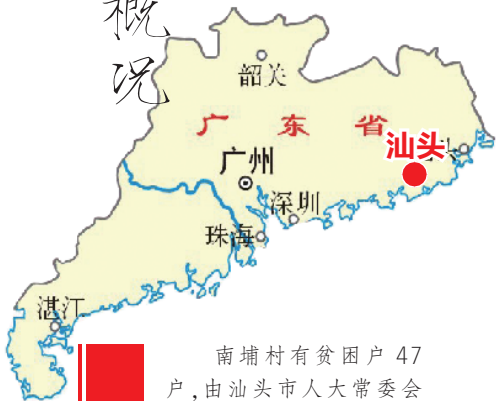 概况
韶关
广东省
汕头
头
广州
深圳
珠海
湛江
南埔村有贫困户 47
户,由汕头市人大常委会